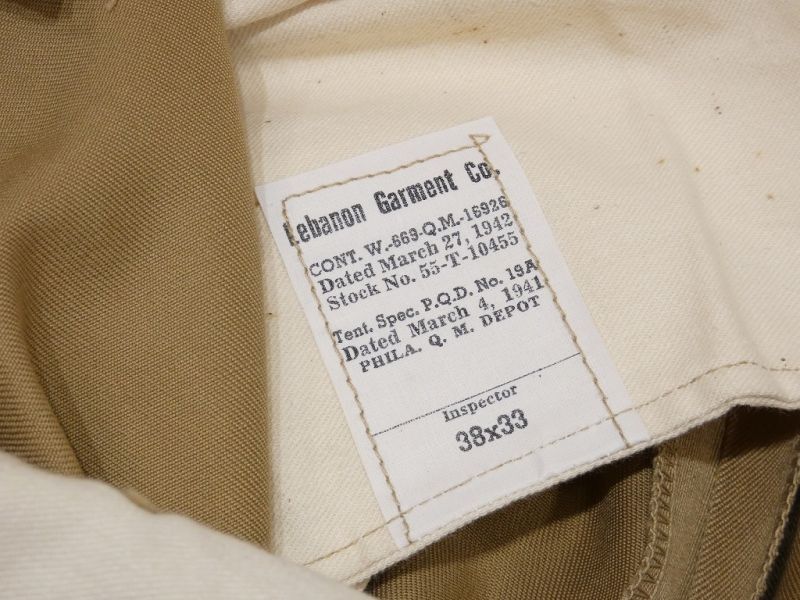 Lebanon Garment Co.
CONT. W.-669-Q.M.-16926
Dated March 27, 1942
Stock No. 55-T-10455
Tent. Spec. P.Q.D. No. 19A
Dated March 4, 1941
PHILA. Q. M. DEPOT
Inspector
38x33